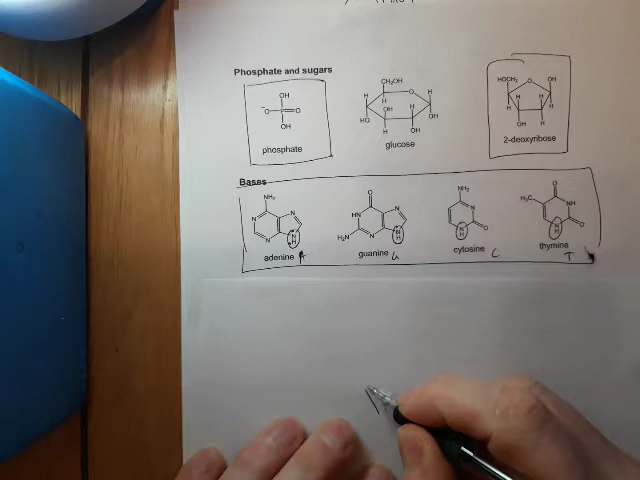 Phosphate and sugars
OH
⁻O P O
OH
phosphate
CH₂OH
H O H
H
OH H
HO OH
H OH
glucose
HOCH₂ O OH
H H
H H
OH H
2-deoxyribose
Bases
NH₂
N N
N N
H
adenine A
O
HN N
H₂N N N
H
guanine G
NH₂
N
N O
H
cytosine C
O
H₃C NH
N O
H
thymine T